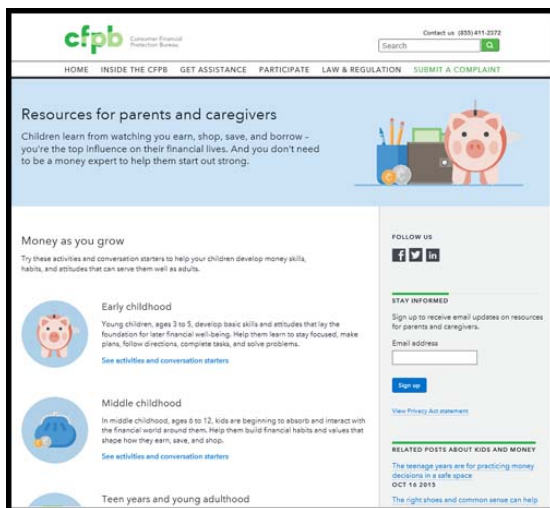 cfpb Consumer Financial
Protection Bureau
Contact us (855) 411-2372
Search
HOME INSIDE THE CFPB GET ASSISTANCE PARTICIPATE LAW & REGULATION SUBMIT A COMPLAINT
Resources for parents and caregivers
Children learn from watching you earn, shop, save, and borrow –
you're the top influence on their financial lives. And you don't need
to be a money expert to help them start out strong.
Money as you grow
Try these activities and conversation starters to help your children develop money skills,
habits, and attitudes that can serve them well as adults.
Early childhood
Young children, ages 3 to 5, develop basic skills and attitudes that lay the
foundation for later financial well-being. Help them learn to stay focused, make
plans, follow directions, complete tasks, and solve problems.
See activities and conversation starters
Middle childhood
In middle childhood, ages 6 to 12, kids are beginning to absorb and interact with
the financial world around them. Help them build financial habits and values that
shape how they earn, save, and shop.
See activities and conversation starters
Teen years and young adulthood
FOLLOW US
STAY INFORMED
Sign up to receive email updates on resources
for parents and caregivers.
Email address
Sign up
View Privacy Act statement
RELATED POSTS ABOUT KIDS AND MONEY
The teenage years are for practicing money
decisions in a safe space
OCT 16 2015
The right shoes and common sense can help